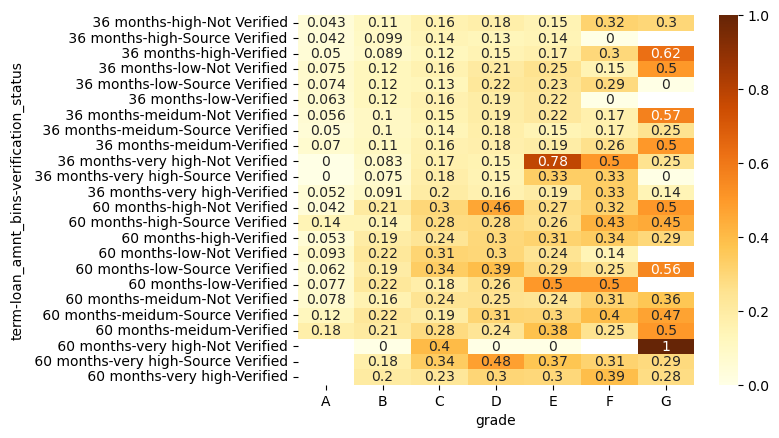 36 months-high-Not Verified 0.043 0.11 0.16 0.18 0.15 0.32 0.3
36 months-high-Source Verified 0.042 0.099 0.14 0.13 0.14 0
36 months-high-Verified 0.05 0.089 0.12 0.15 0.17 0.3 0.62
36 months-low-Not Verified 0.075 0.12 0.16 0.21 0.25 0.15 0.5
36 months-low-Source Verified 0.074 0.12 0.13 0.22 0.23 0.29 0
36 months-low-Verified 0.063 0.12 0.16 0.19 0.22 0
36 months-meidum-Not Verified 0.056 0.1 0.15 0.19 0.22 0.17 0.57
36 months-meidum-Source Verified 0.05 0.1 0.14 0.18 0.15 0.17 0.25
36 months-meidum-Verified 0.07 0.11 0.16 0.18 0.19 0.26 0.5
36 months-very high-Not Verified 0 0.083 0.17 0.15 0.78 0.5 0.25
36 months-very high-Source Verified 0 0.075 0.18 0.15 0.33 0.33 0
36 months-very high-Verified 0.052 0.091 0.2 0.16 0.19 0.33 0.14
60 months-high-Not Verified 0.042 0.21 0.3 0.46 0.27 0.32 0.5
60 months-high-Source Verified 0.14 0.14 0.28 0.28 0.26 0.43 0.45
60 months-high-Verified 0.053 0.19 0.24 0.3 0.31 0.34 0.29
60 months-low-Not Verified 0.093 0.22 0.31 0.3 0.24 0.14
60 months-low-Source Verified 0.062 0.19 0.34 0.39 0.29 0.25 0.56
60 months-low-Verified 0.077 0.22 0.18 0.26 0.5 0.5
60 months-meidum-Not Verified 0.078 0.16 0.24 0.25 0.24 0.31 0.36
60 months-meidum-Source Verified 0.12 0.22 0.19 0.31 0.3 0.4 0.47
60 months-meidum-Verified 0.18 0.21 0.28 0.24 0.38 0.25 0.5
60 months-very high-Not Verified 0 0.4 0 0 1
60 months-very high-Source Verified 0.18 0.34 0.48 0.37 0.31 0.29
60 months-very high-Verified 0.2 0.23 0.3 0.3 0.39 0.28
A B C D E F G
grade
term-loan_amnt_bins-verification_status
1.0
0.8
0.6
0.4
0.2
0.0